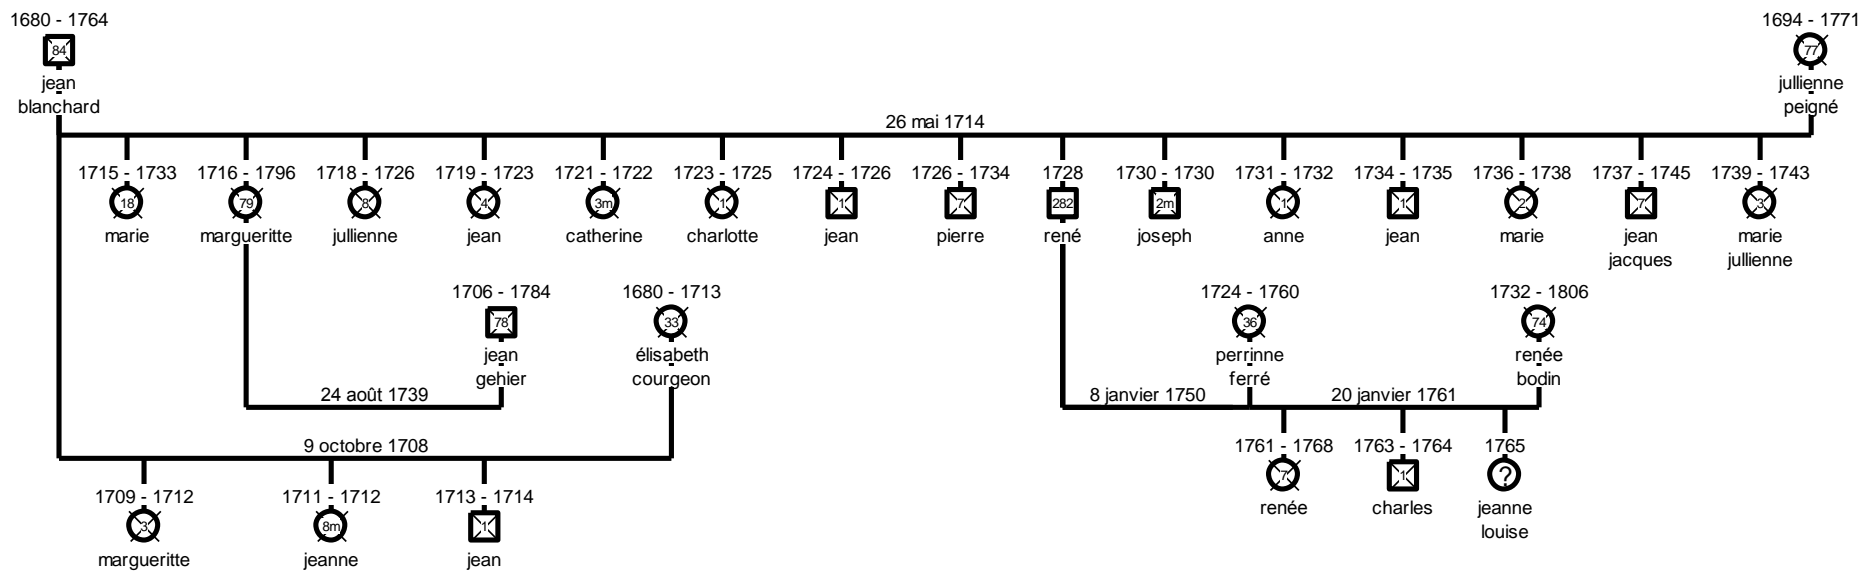 1680 - 1764
84
jean
blanchard
1694 - 1771
77
jullienne
peigné
26 mai 1714
1715 - 1733
18
marie
1716 - 1796
79
margueritte
1718 - 1726
8
jullienne
1719 - 1723
4
jean
1721 - 1722
3m
catherine
1723 - 1725
1
charlotte
1724 - 1726
1
jean
1726 - 1734
7
pierre
1728
282
rené
1730 - 1730
2m
joseph
1731 - 1732
1
anne
1734 - 1735
1
jean
1736 - 1738
2
marie
1737 - 1745
7
jean
jacques
1739 - 1743
3
marie
jullienne
1706 - 1784
78
jean
gehier
1680 - 1713
33
élisabeth
courgeon
1724 - 1760
36
perrinne
ferré
1732 - 1806
74
renée
bodin
24 août 1739
8 janvier 1750
20 janvier 1761
9 octobre 1708
1761 - 1768
7
renée
1763 - 1764
1
charles
1765
?
jeanne
louise
1709 - 1712
3
margueritte
1711 - 1712
8m
jeanne
1713 - 1714
1
jean